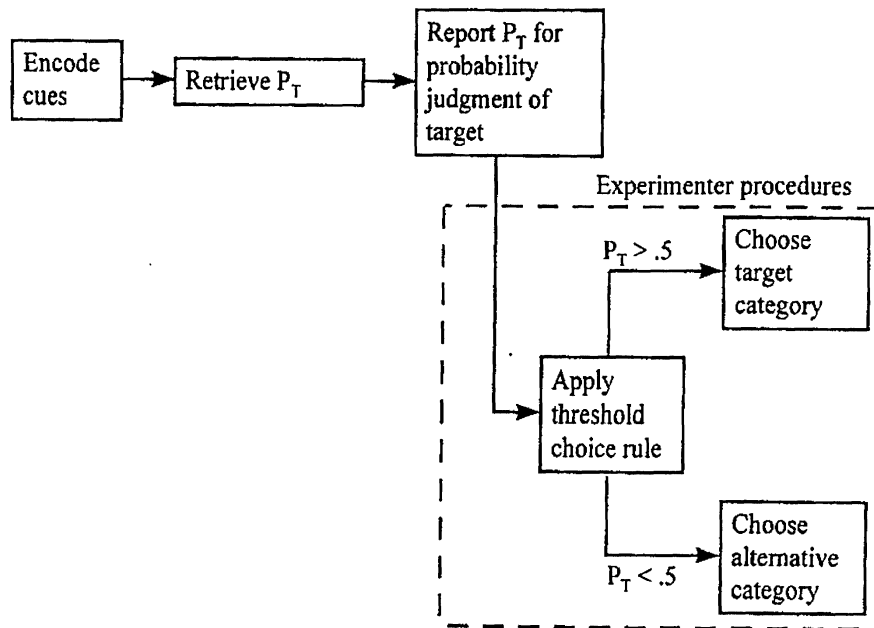 Encode
cues
Retrieve P_T
Report P_T for
probability
judgment of
target
Experimenter procedures
P_T > .5
Choose
target
category
Apply
threshold
choice rule
P_T < .5
Choose
alternative
category